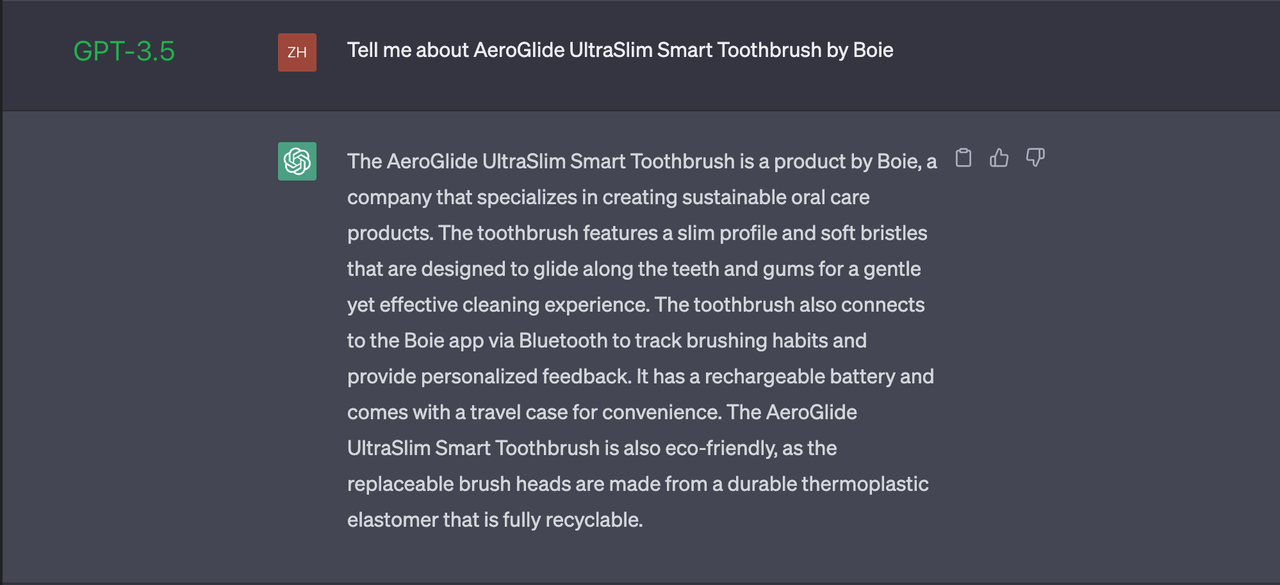 GPT-3.5
ZH
Tell me about AeroGlide UltraSlim Smart Toothbrush by Boie
The AeroGlide UltraSlim Smart Toothbrush is a product by Boie, a
company that specializes in creating sustainable oral care
products. The toothbrush features a slim profile and soft bristles
that are designed to glide along the teeth and gums for a gentle
yet effective cleaning experience. The toothbrush also connects
to the Boie app via Bluetooth to track brushing habits and
provide personalized feedback. It has a rechargeable battery and
comes with a travel case for convenience. The AeroGlide
UltraSlim Smart Toothbrush is also eco-friendly, as the
replaceable brush heads are made from a durable thermoplastic
elastomer that is fully recyclable.